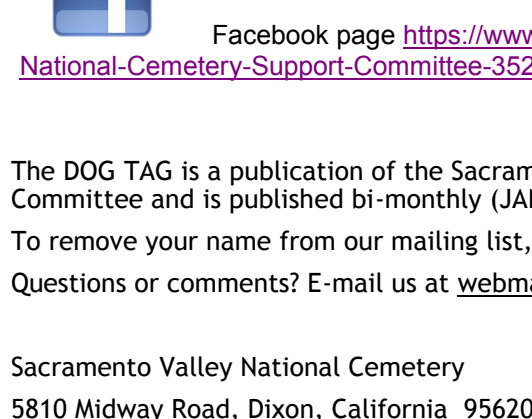 Facebook page https://www
National-Cemetery-Support-Committee-352
The DOG TAG is a publication of the Sacram
Committee and is published bi-monthly (JA
To remove your name from our mailing list,
Questions or comments? E-mail us at webma
Sacramento Valley National Cemetery
5810 Midway Road, Dixon, California 95620